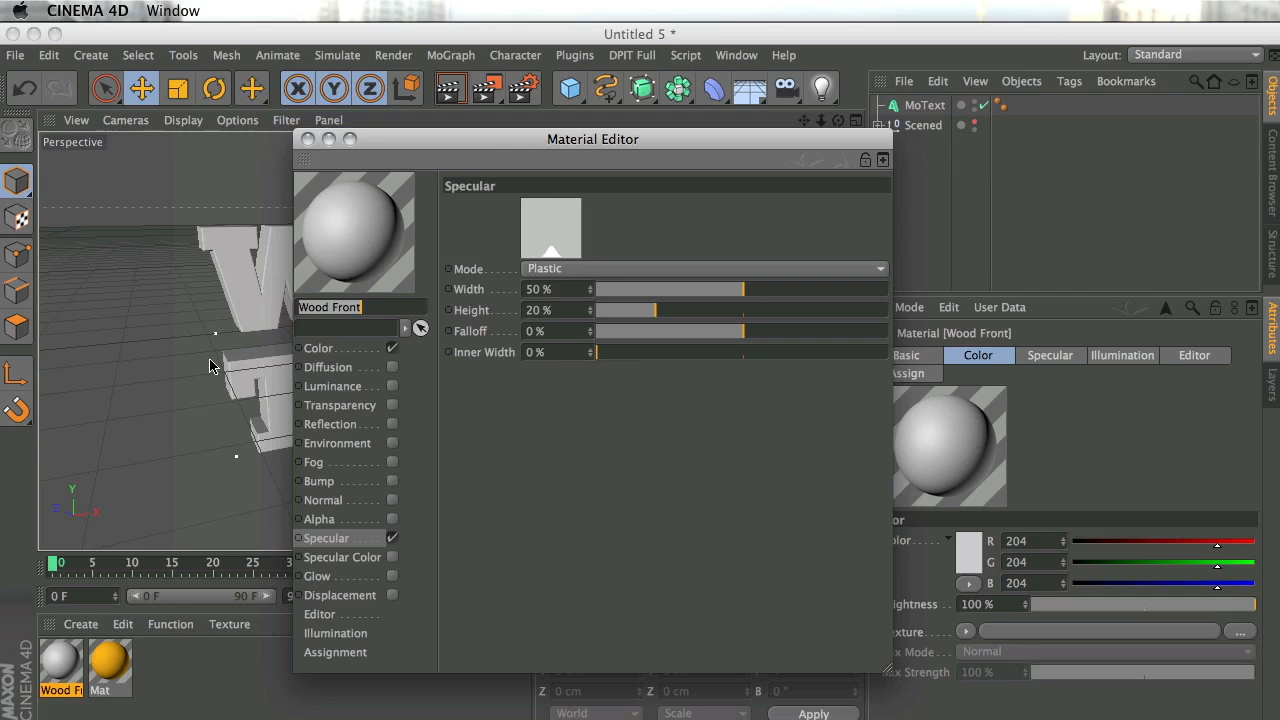 CINEMA 4D Window
Untitled 5 *
File Edit Create Select Tools Mesh Animate Simulate Render MoGraph Character Plugins DPIT Full Script Window Help
Layout: Standard
X Y Z
File Edit View Objects Tags Bookmarks
View Cameras Display Options Filter Panel
MoText
Scened
Perspective
Material Editor
Specular
Mode Plastic
Width 50 %
Height 20 %
Falloff 0 %
Inner Width 0 %
Wood Front
Color
Diffusion
Luminance
Transparency
Reflection
Environment
Fog
Bump
Normal
Alpha
Specular
Specular Color
Glow
Displacement
Editor
Illumination
Assignment
Y
Z X
0 5 10 15 20 25
0 F 0 F 90 F
Create Edit Function Texture
Wood Fr Mat
MAXON
CINEMA 4D
Mode Edit User Data
Material [Wood Front]
Basic Color Specular Illumination Editor
Assign
R 204
G 204
B 204
100 %
Normal
100 %
Z 0 cm Z 0 cm B 0 °
World Scale Apply
Objects
Content Browser
Structure
Attributes
Layers